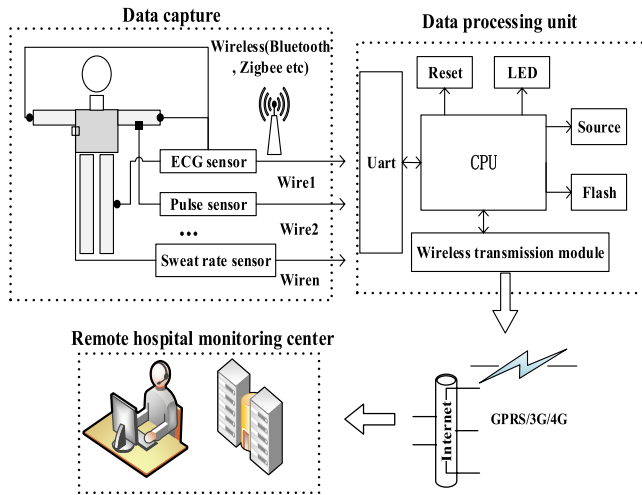 Data capture
Data processing unit
Wireless(Bluetooth
, Zigbee etc)
Reset
LED
Source
ECG sensor
Uart
CPU
Wire1
Flash
Pulse sensor
...
Wire2
Wireless transmission module
Sweat rate sensor
Wiren
Remote hospital monitoring center
Internet
GPRS/3G/4G